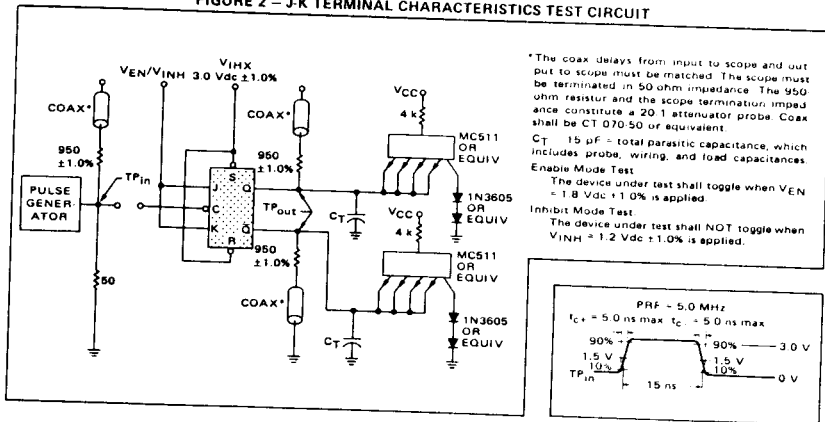 FIGURE 2 – J-K TERMINAL CHARACTERISTICS TEST CIRCUIT
VEN/VINH
VIHX
3.0 Vdc ±1.0%
COAX*
950
±1.0%
TPin
PULSE
GENER-
ATOR
50
J
S
Q
C
K
R
Q̅
COAX*
950
±1.0%
TPout
950
±1.0%
COAX*
CT
VCC
4 k
MC511
OR
EQUIV
1N3605
OR
EQUIV
CT
VCC
4 k
MC511
OR
EQUIV
1N3605
OR
EQUIV
*The coax delays from input to scope and out
put to scope must be matched. The scope must
be terminated in 50 ohm impedance. The 950-
ohm resistor and the scope termination imped
ance constitute a 20:1 attenuator probe. Coax
shall be CT 070-50 or equivalent.
CT 15 pF = total parasitic capacitance, which
includes probe, wiring, and load capacitances.
Enable Mode Test
The device under test shall toggle when VEN
= 1.8 Vdc ±1.0% is applied.
Inhibit Mode Test
The device under test shall NOT toggle when
VINH = 1.2 Vdc ±1.0% is applied.
PRF = 5.0 MHz
tc+ = 5.0 ns max tc- = 5.0 ns max
90%
90%
3.0 V
1.5 V
1.5 V
10%
10%
TPin
0 V
15 ns